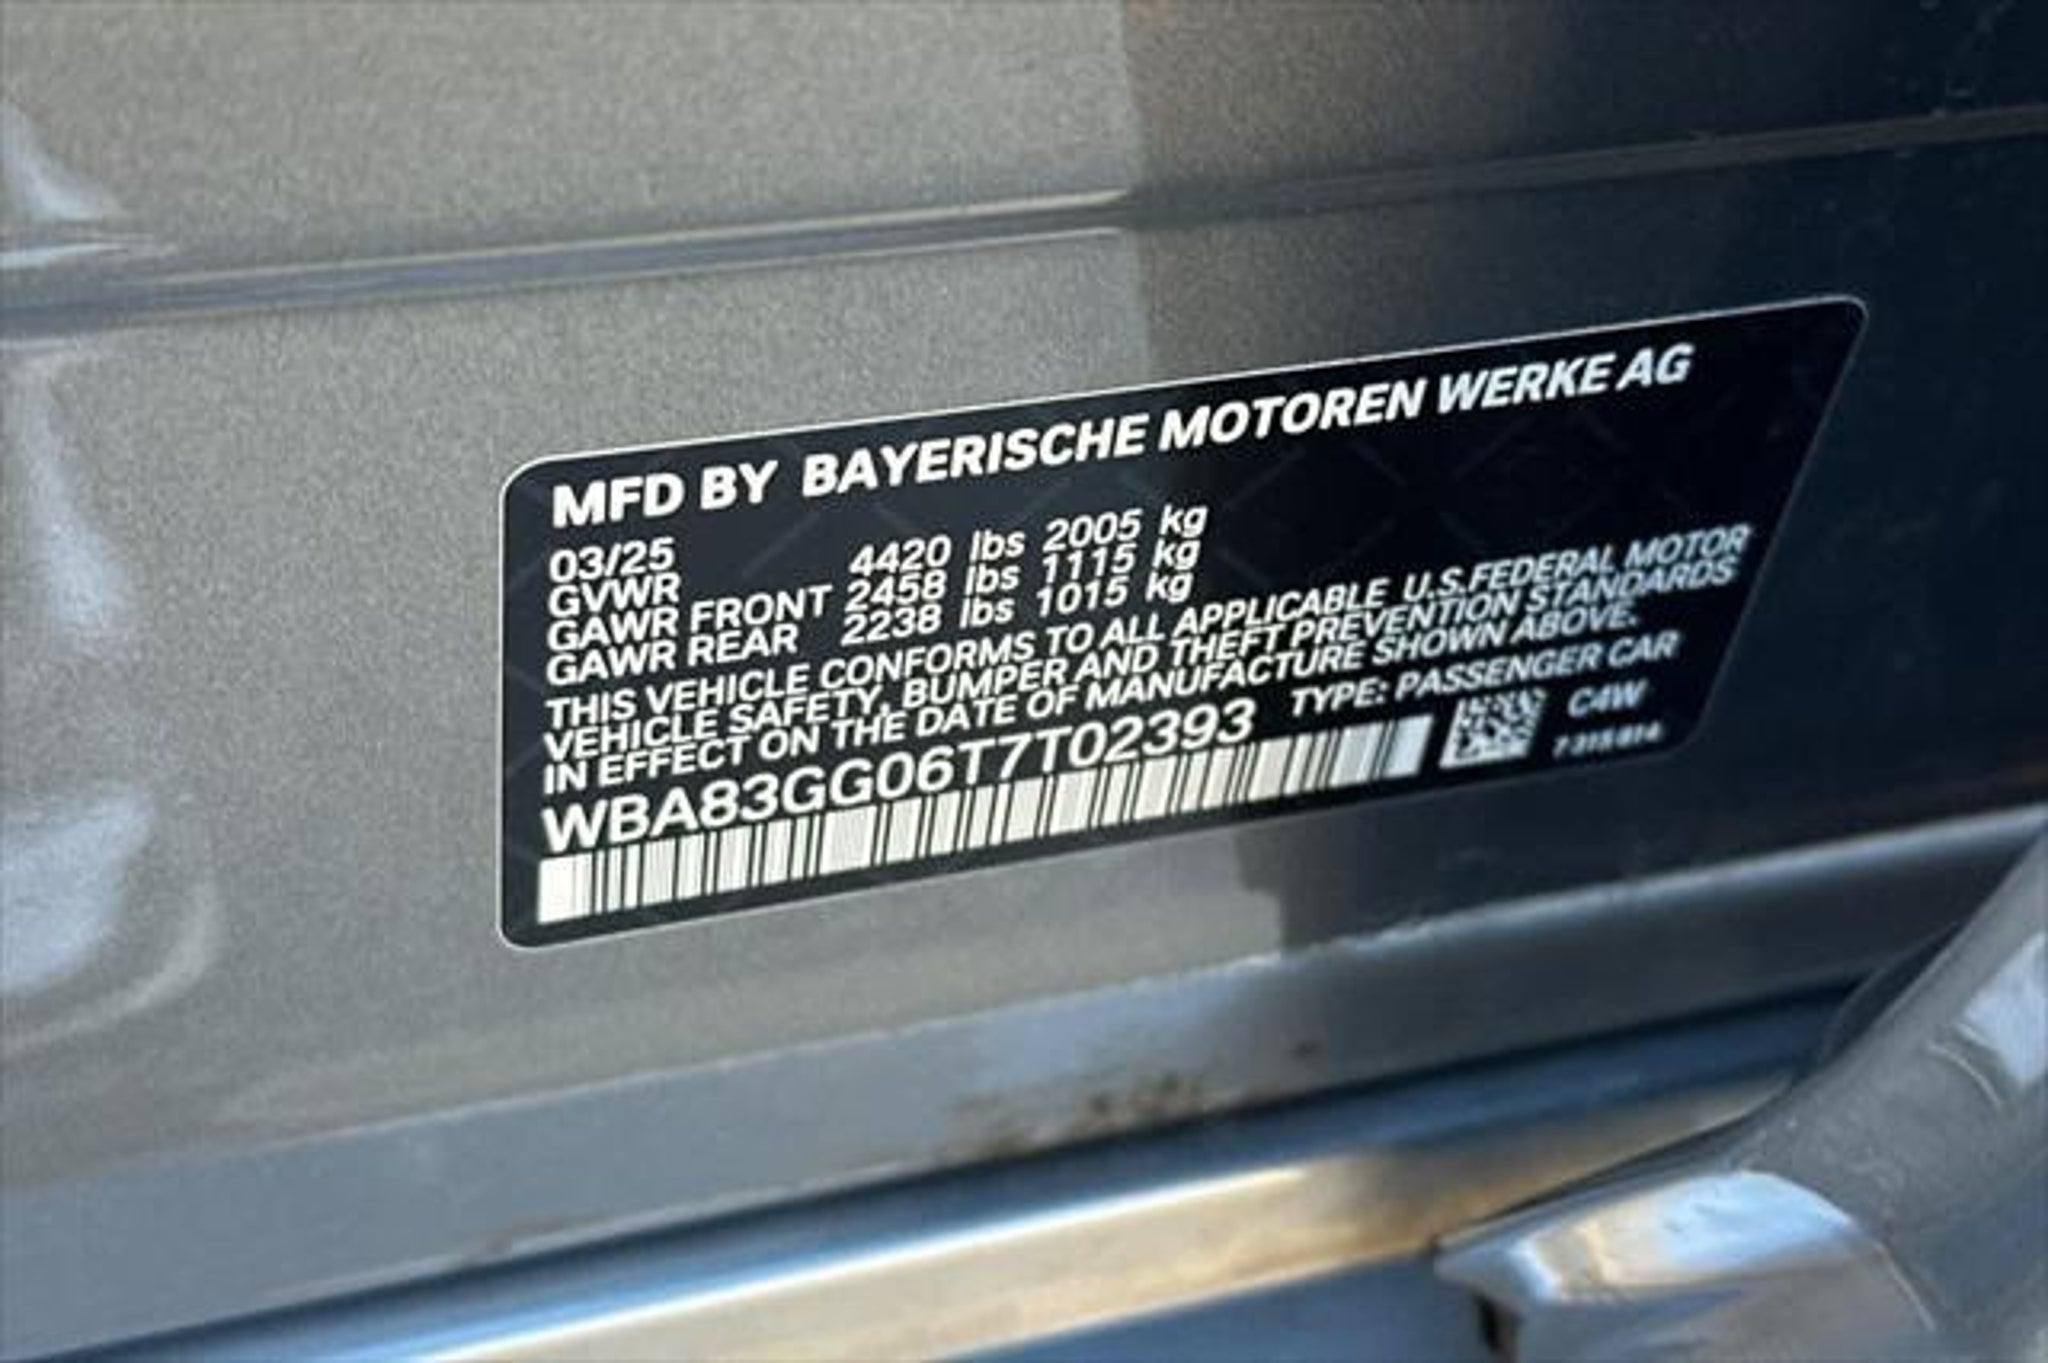 MFD BY BAYERISCHE MOTOREN WERKE AG
03/25
GVWR 4420 lbs 2005 kg
GAWR FRONT 2458 lbs 1115 kg
GAWR REAR 2238 lbs 1015 kg
THIS VEHICLE CONFORMS TO ALL APPLICABLE U.S.FEDERAL MOTOR
VEHICLE SAFETY, BUMPER AND THEFT PREVENTION STANDARDS
IN EFFECT ON THE DATE OF MANUFACTURE SHOWN ABOVE.
WBA83GG06T7T02393 TYPE: PASSENGER CAR
C4W